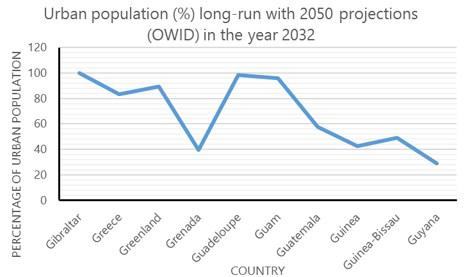 Urban population (%) long-run with 2050 projections
(OWID) in the year 2032
PERCENTAGE OF URBAN POPULATION
120
100
80
60
40
20
0
Gibraltar
Greece
Greenland
Grenada
Guadeloupe
Guam
Guatemala
Guinea
Guinea-Bissau
Guyana
COUNTRY